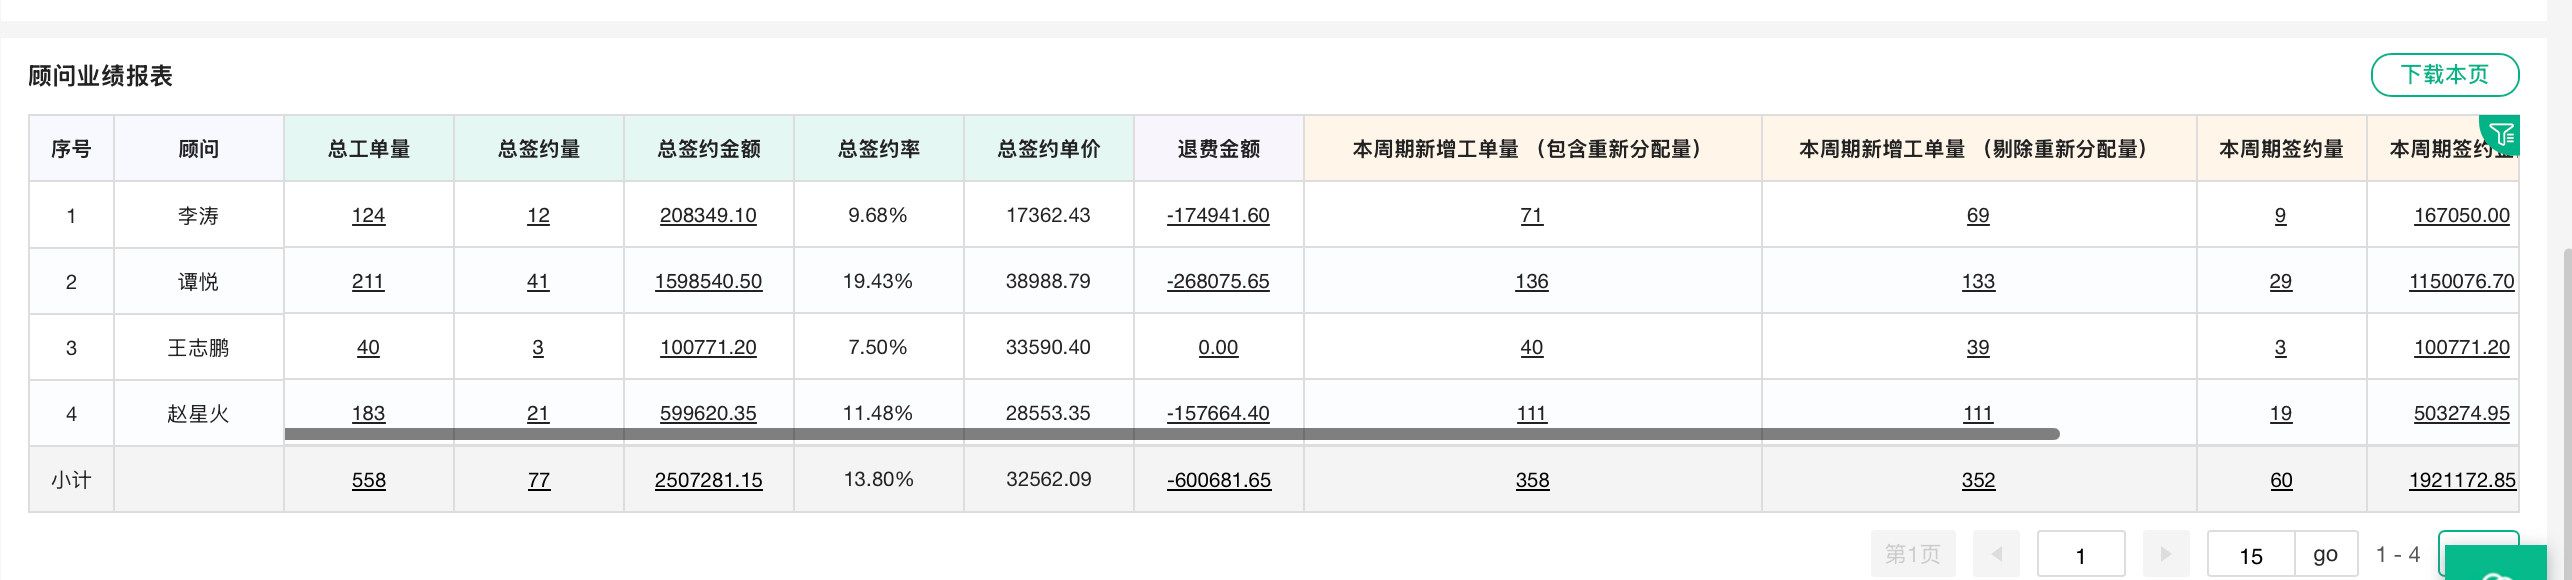 顾问业绩报表
下载本页
序号 顾问 总工单量 总签约量 总签约金额 总签约率 总签约单价 退费金额 本周期新增工单量 （包含重新分配量） 本周期新增工单量 （剔除重新分配量） 本周期签约量 本周期签约金
1 李涛 124 12 208349.10 9.68% 17362.43 -174941.60 71 69 9 167050.00
2 谭悦 211 41 1598540.50 19.43% 38988.79 -268075.65 136 133 29 1150076.70
3 王志鹏 40 3 100771.20 7.50% 33590.40 0.00 40 39 3 100771.20
4 赵星火 183 21 599620.35 11.48% 28553.35 -157664.40 111 111 19 503274.95
小计 558 77 2507281.15 13.80% 32562.09 -600681.65 358 352 60 1921172.85
第1页 1 15 go 1 - 4